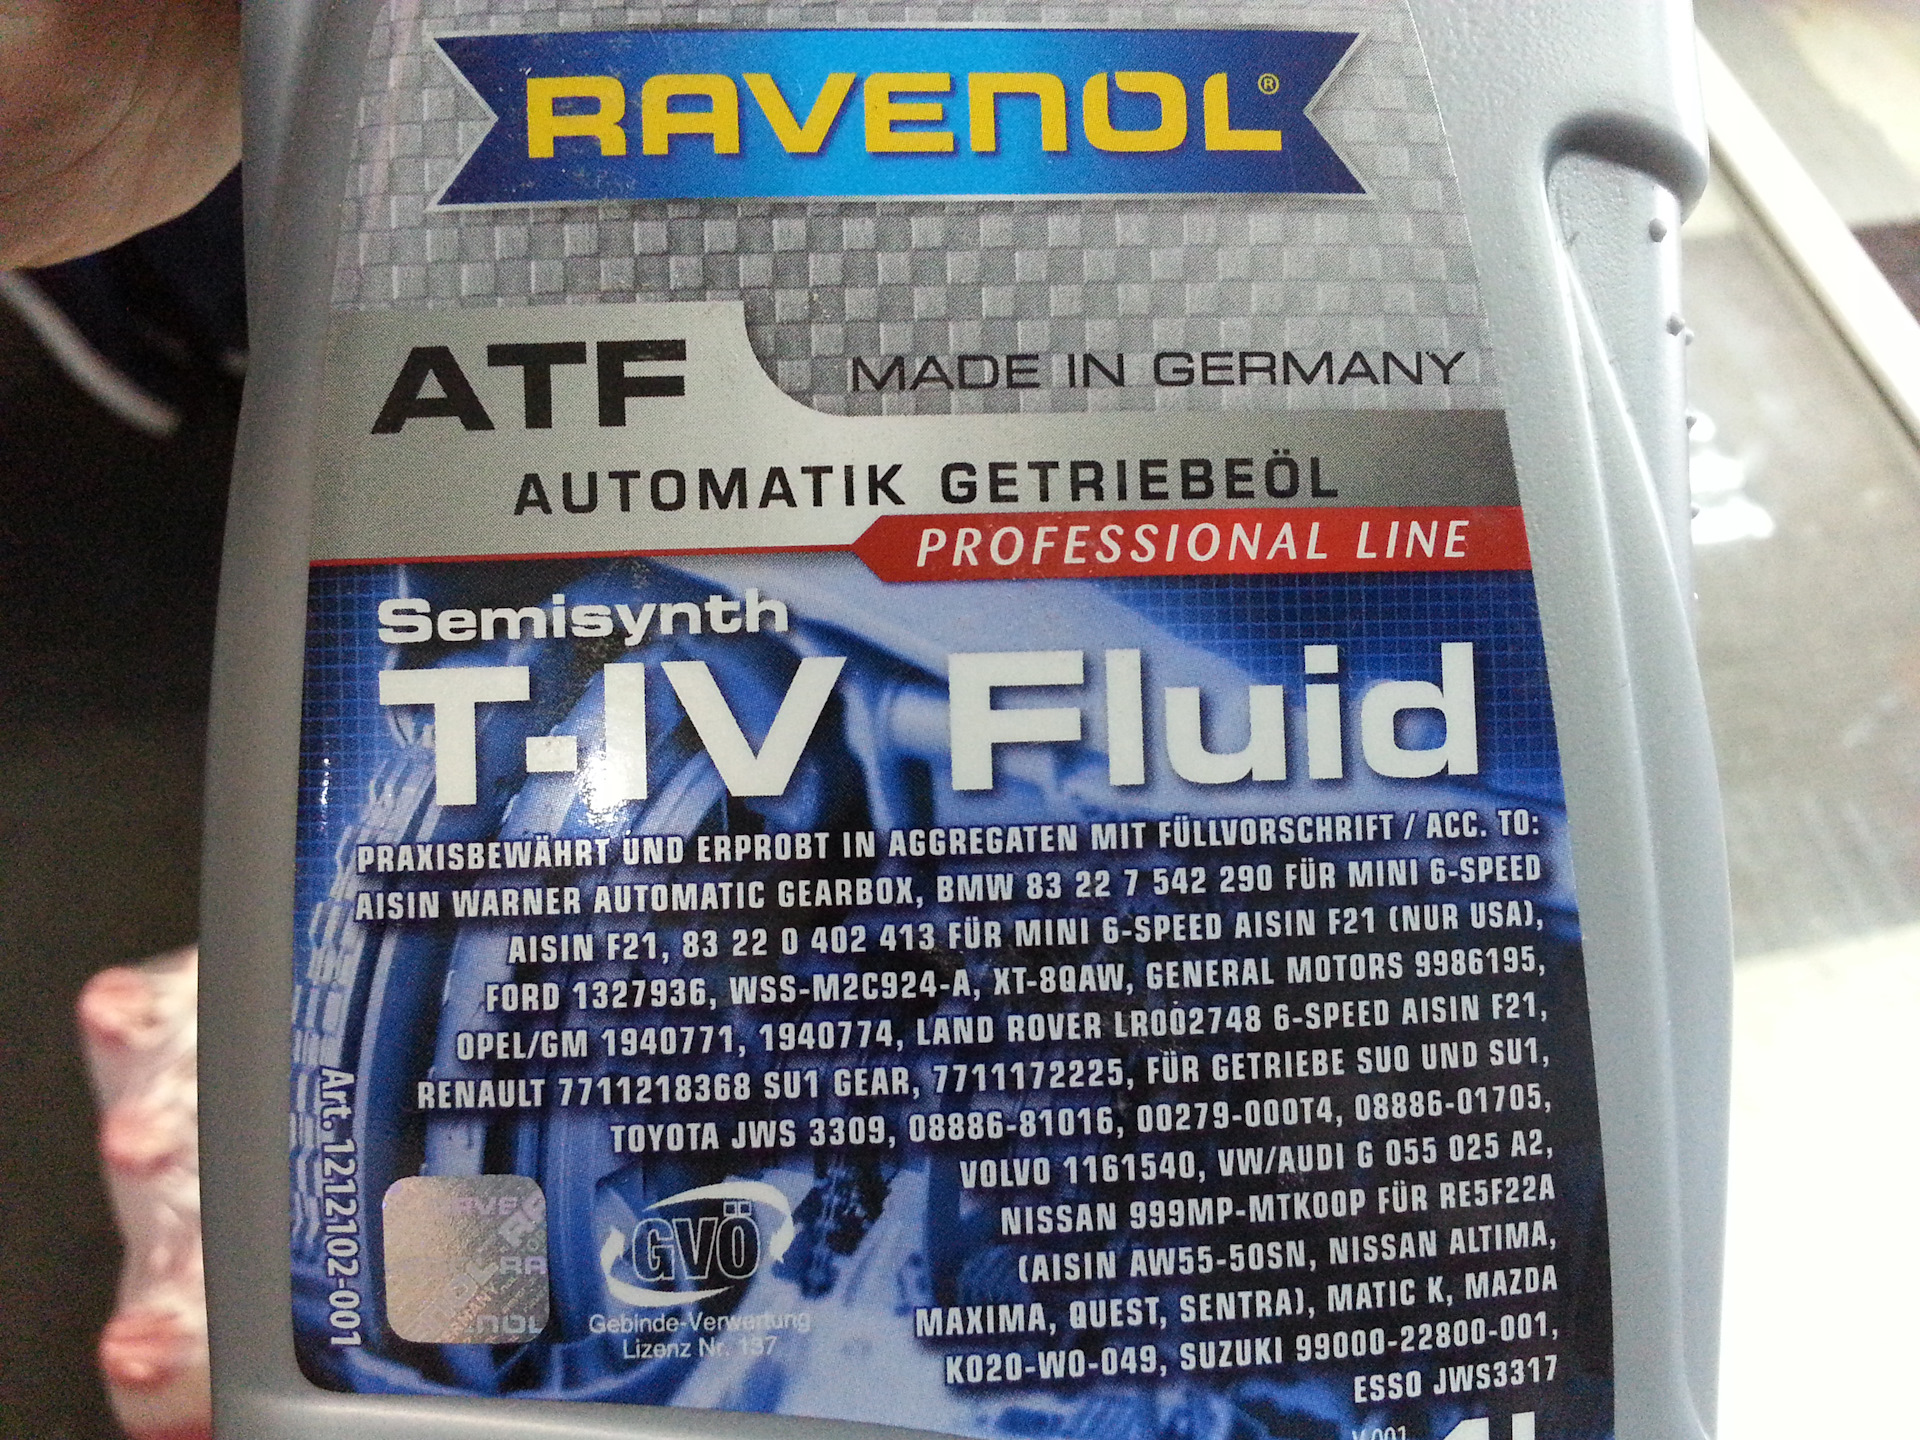 RAVENOL®
ATF
MADE IN GERMANY
AUTOMATIK GETRIEBEÖL
PROFESSIONAL LINE
Semisynth
T-IV Fluid
PRAXISBEWÄHRT UND ERPROBT IN AGGREGATEN MIT FÜLLVORSCHRIFT / ACC. TO:
AISIN WARNER AUTOMATIC GEARBOX, BMW 83 22 7 542 290 FÜR MINI 6-SPEED
AISIN F21, 83 22 0 402 413 FÜR MINI 6-SPEED AISIN F21 (NUR USA),
FORD 1327936, WSS-M2C924-A, XT-8QAW, GENERAL MOTORS 9986195,
OPEL/GM 1940771, 1940774, LAND ROVER LR002748 6-SPEED AISIN F21,
RENAULT 7711218368 SU1 GEAR, 7711172225, FÜR GETRIEBE SU0 UND SU1,
TOYOTA JWS 3309, 08886-81016, 00279-000T4, 08886-01705,
VOLVO 1161540, VW/AUDI G 055 025 A2,
NISSAN 999MP-MTK00P FÜR RE5F22A
(AISIN AW55-50SN, NISSAN ALTIMA,
MAXIMA, QUEST, SENTRA), MATIC K, MAZDA
K020-W0-049, SUZUKI 99000-22800-001,
ESSO JWS3317
Art. 1212102-001
GVÖ
Gebinde-Verwertung
Lizenz Nr. 137
V 001